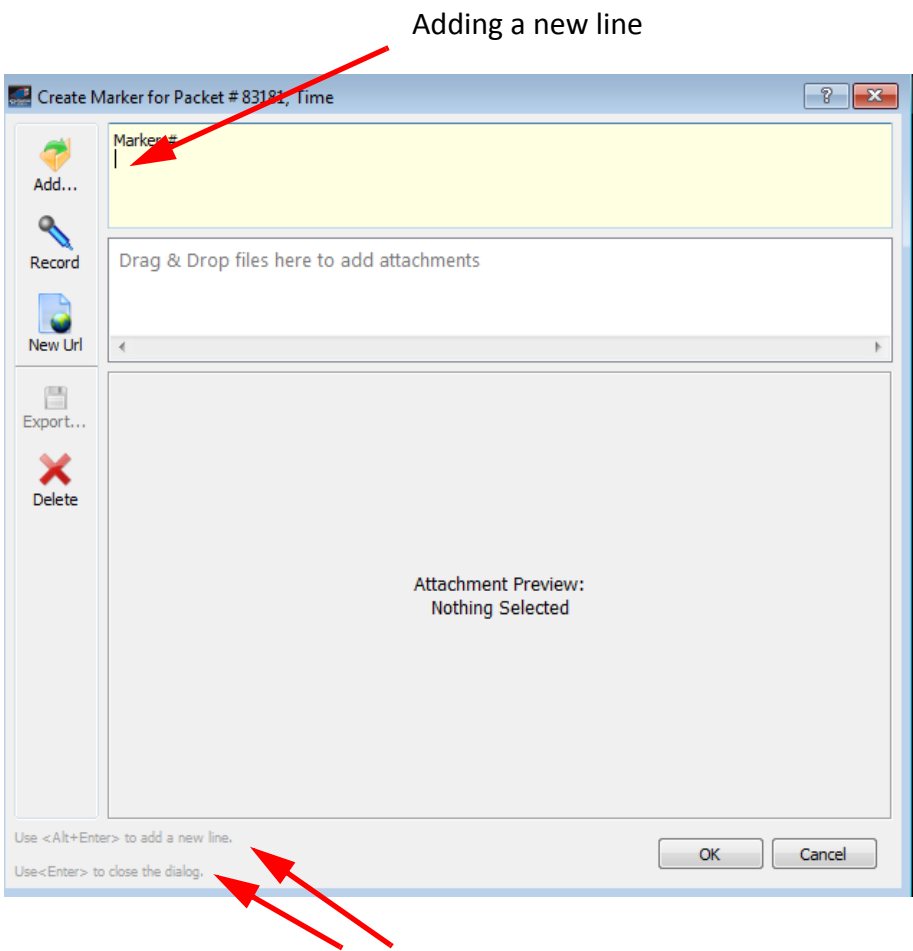 Adding a new line
Create Marker for Packet # 83181, Time
Marker #
Add...
Record
Drag & Drop files here to add attachments
New Url
Export...
Delete
Attachment Preview:
Nothing Selected
Use <Alt+Enter> to add a new line.
Use<Enter> to close the dialog.
OK
Cancel